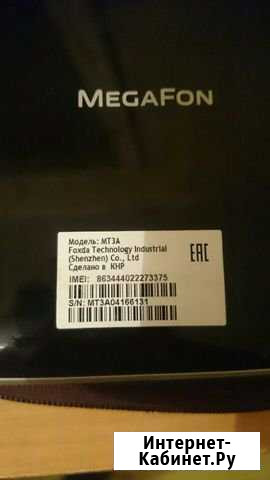 MEGAFON
Модель: MT3A
Foxda Technology Industrial
(Shenzhen) Co., Ltd
Сделано в КНР
EAC
IMEI: 863444022273375
S/N: MT3A04166131
Интернет-
Кабинет.Ру